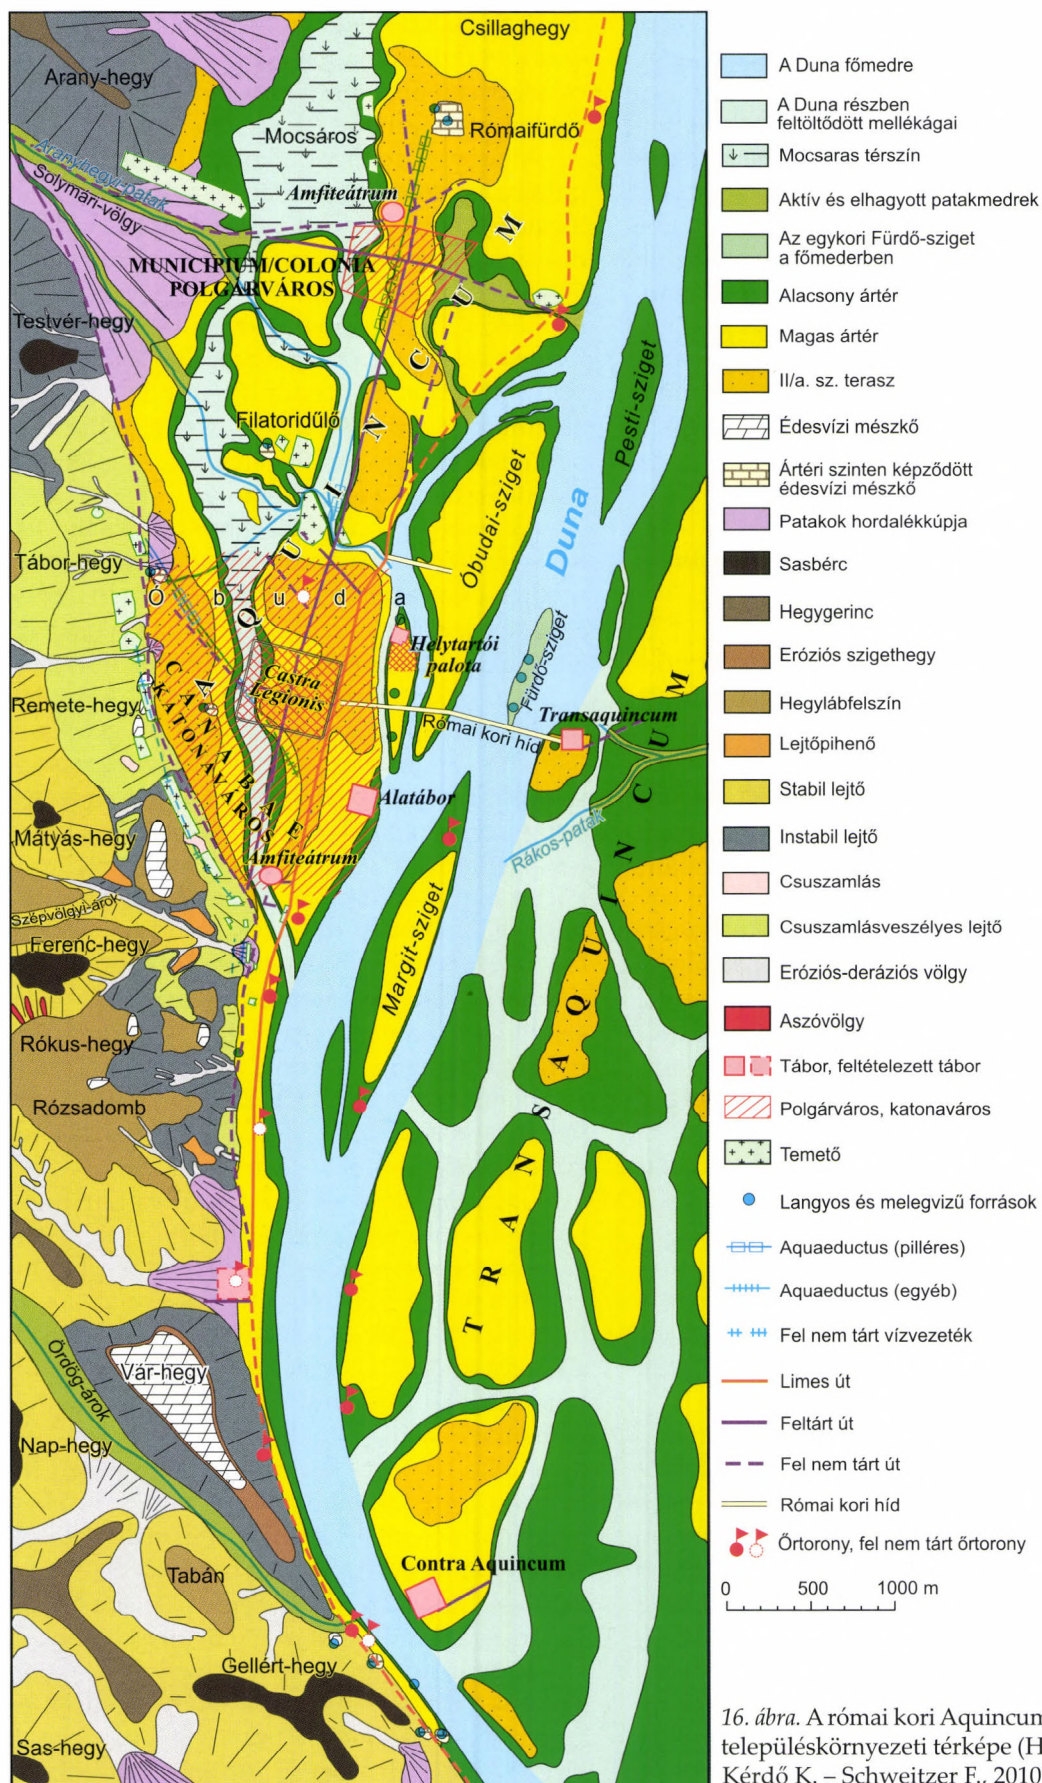 Csillaghegy
Arany-hegy
Mocsáros
Rómaifürdő
Aranyhegyi-patak
Solymári-völgy
Amfiteátrum
MUNICIPIUM/COLONIA
POLGÁRVÁROS
Testvér-hegy
Filatoridűlő
Pesti-sziget
Óbudai-sziget
Duna
AQUINCUM
Tábor-hegy
Óbuda
Helytartói
palota
Fürdő-sziget
Castra
Legionis
CANABAE
KATONAVÁROS
Remete-hegy
Római kori híd
Transaquincum
Alatábor
Mátyás-hegy
Rákos-patak
Amfiteátrum
Szépvölgyi-árok
Ferenc-hegy
Margit-sziget
Rókus-hegy
Rózsadomb
TRANSAQUINCUM
Vár-hegy
Ördög-árok
Nap-hegy
Contra Aquincum
Tabán
Gellért-hegy
Sas-hegy
A Duna főmedre
A Duna részben
feltöltődött mellékágai
Mocsaras térszín
Aktív és elhagyott patakmedrek
Az egykori Fürdő-sziget
a főmederben
Alacsony ártér
Magas ártér
II/a. sz. terasz
Édesvízi mészkő
Ártéri szinten képződött
édesvízi mészkő
Patakok hordalékkúpja
Sasbérc
Hegygerinc
Eróziós szigethegy
Hegylábfelszín
Lejtőpihenő
Stabil lejtő
Instabil lejtő
Csuszamlás
Csuszamlásveszélyes lejtő
Eróziós-deráziós völgy
Aszóvölgy
Tábor, feltételezett tábor
Polgárváros, katonaváros
Temető
Langyos és melegvizű források
Aquaeductus (pilléres)
Aquaeductus (egyéb)
Fel nem tárt vízvezeték
Limes út
Feltárt út
Fel nem tárt út
Római kori híd
Őrtorony, fel nem tárt őrtorony
0 500 1000 m
16. ábra. A római kori Aquincum
településkörnyezeti térképe (H
Kérdő K. – Schweitzer F., 2010